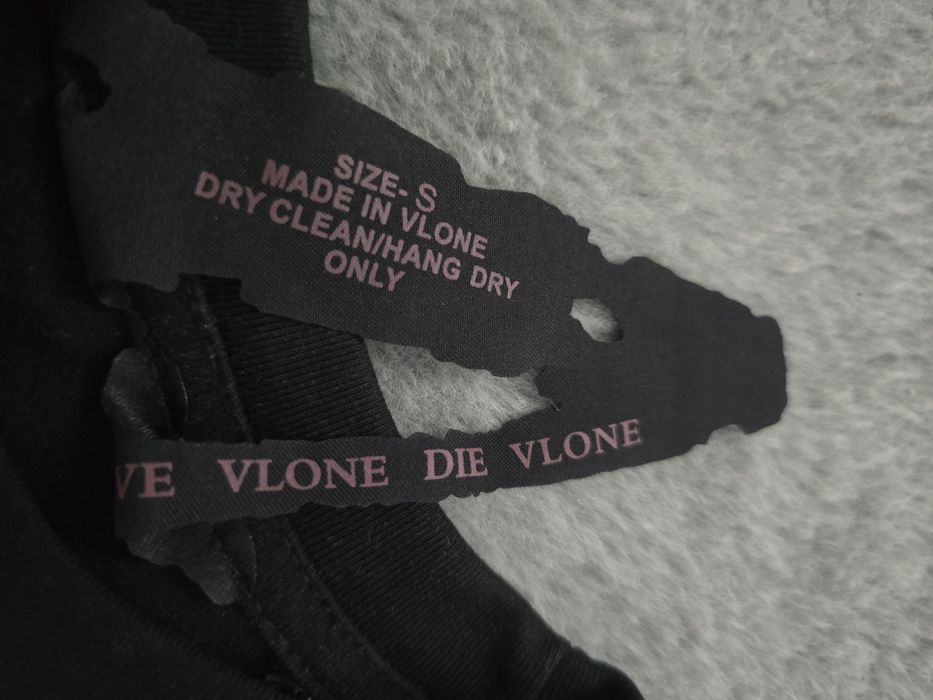 SIZE- S
MADE IN VLONE
DRY CLEAN/HANG DRY
ONLY
VE VLONE DIE VLONE